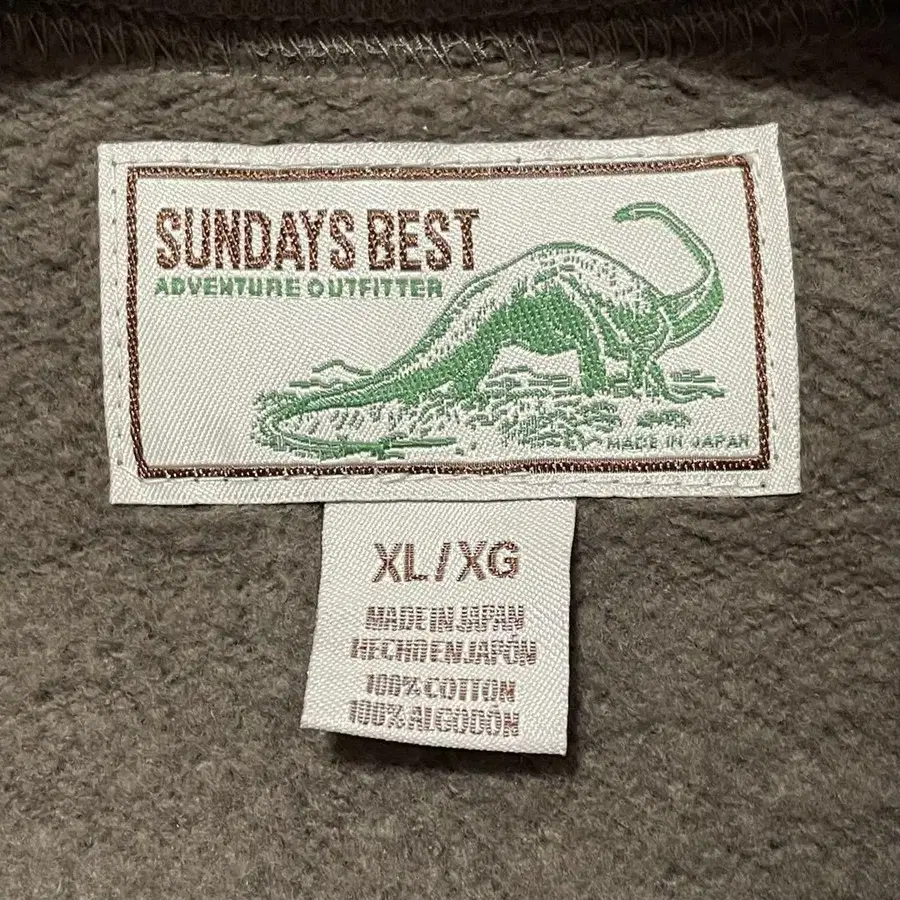 SUNDAYS BEST
ADVENTURE OUTFITTER
MADE IN JAPAN
XL/XG
MADE IN JAPAN
HECHO EN JAPÓN
100% COTTON
100% ALGODÓN